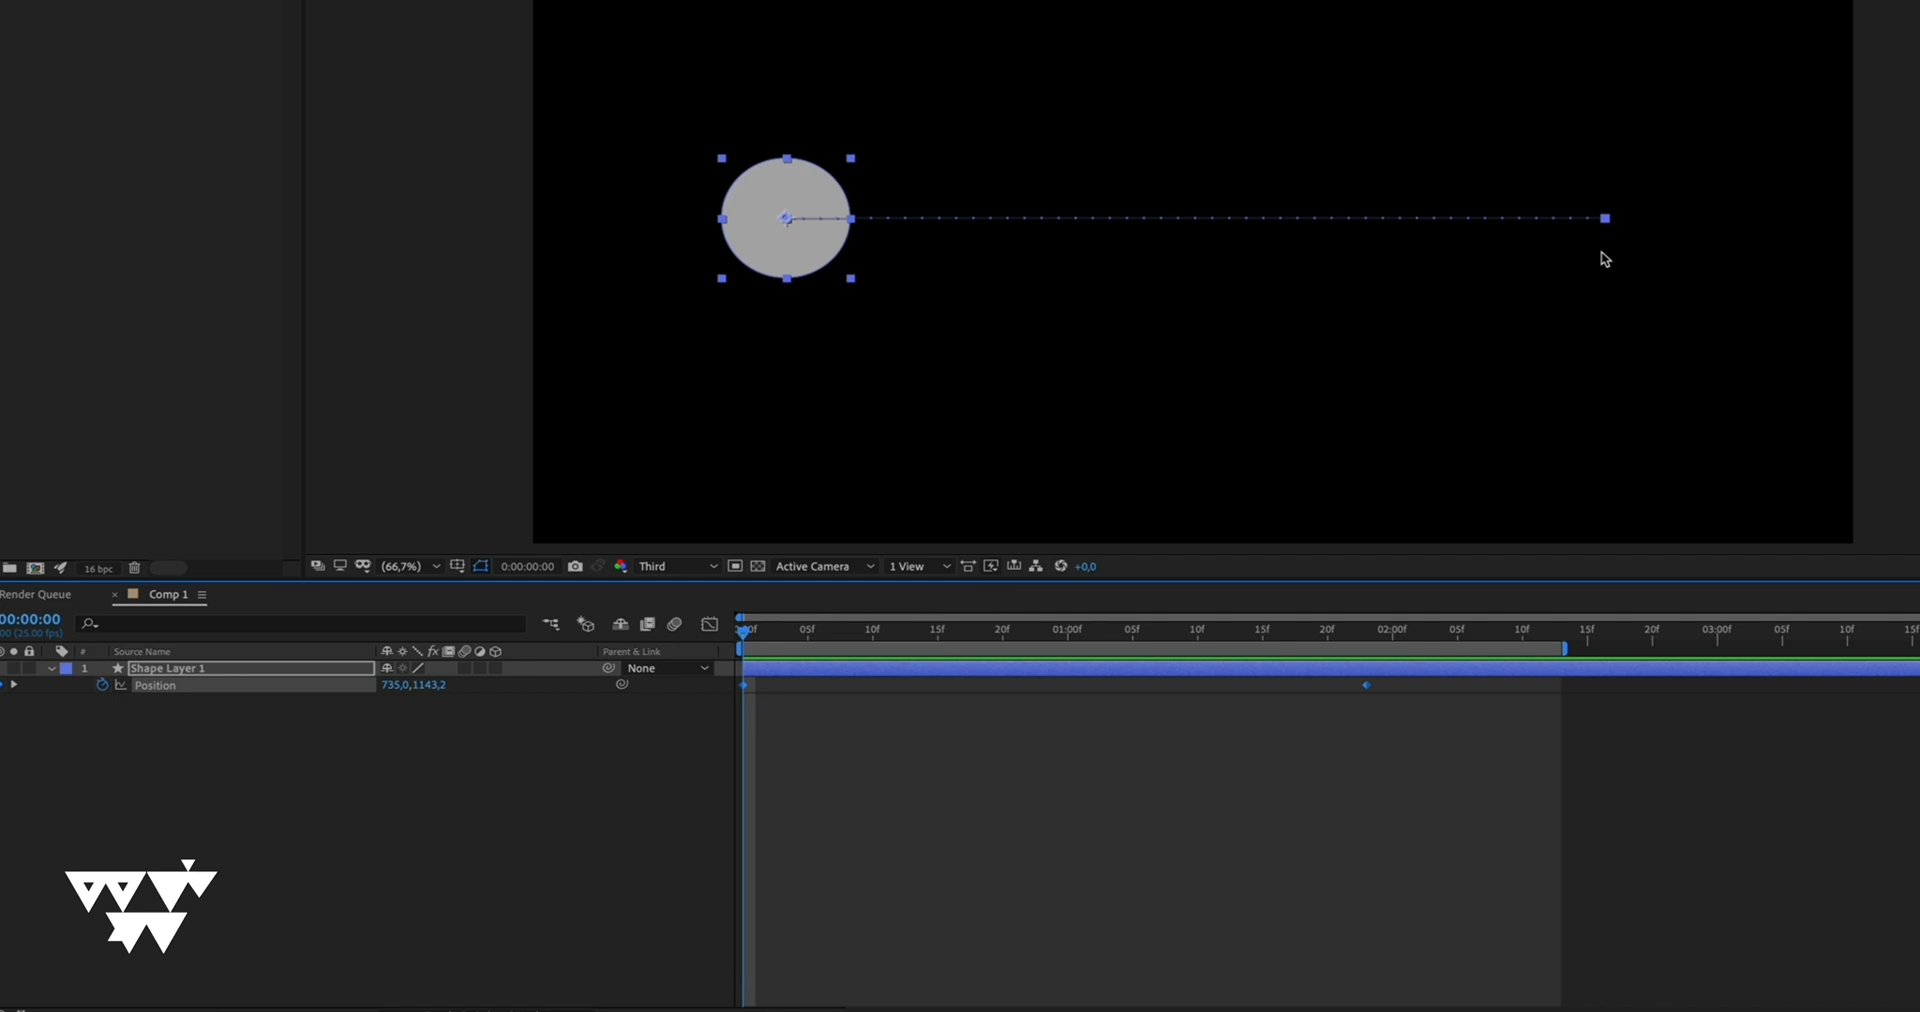 16 bpc
(66,7%)
0:00:00:00
Third
Active Camera
1 View
+0,0
Render Queue
× Comp 1
00:00:00
00 (25.00 fps)
05f 10f 15f 20f 01:00f 05f 10f 15f 20f 02:00f 05f 10f 15f 20f 03:00f 05f 10f 15f
# Source Name
fx
Parent & Link
1 Shape Layer 1
None
Position
735,0,1143,2